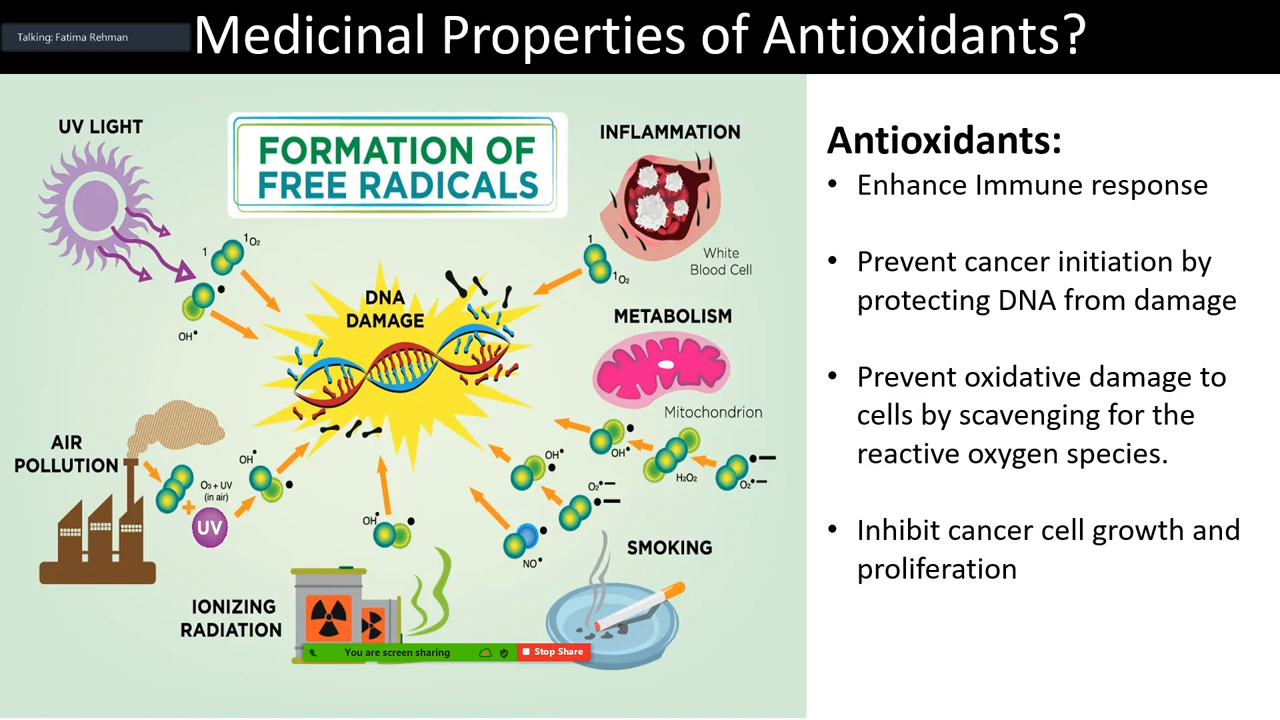 Talking: Fatima Rehman
Medicinal Properties of Antioxidants?
UV LIGHT
FORMATION OF
FREE RADICALS
INFLAMMATION
White
Blood Cell
1
¹O₂
OH•
1
1O₂
DNA
DAMAGE
METABOLISM
Mitochondrion
AIR
POLLUTION
O₃ + UV
(in air)
UV
OH•
OH•
OH•
O₂•−
NO•
OH•
H₂O₂
O₂•−
SMOKING
IONIZING
RADIATION
You are screen sharing
Stop Share
Antioxidants:
• Enhance Immune response
• Prevent cancer initiation by
protecting DNA from damage
• Prevent oxidative damage to
cells by scavenging for the
reactive oxygen species.
• Inhibit cancer cell growth and
proliferation